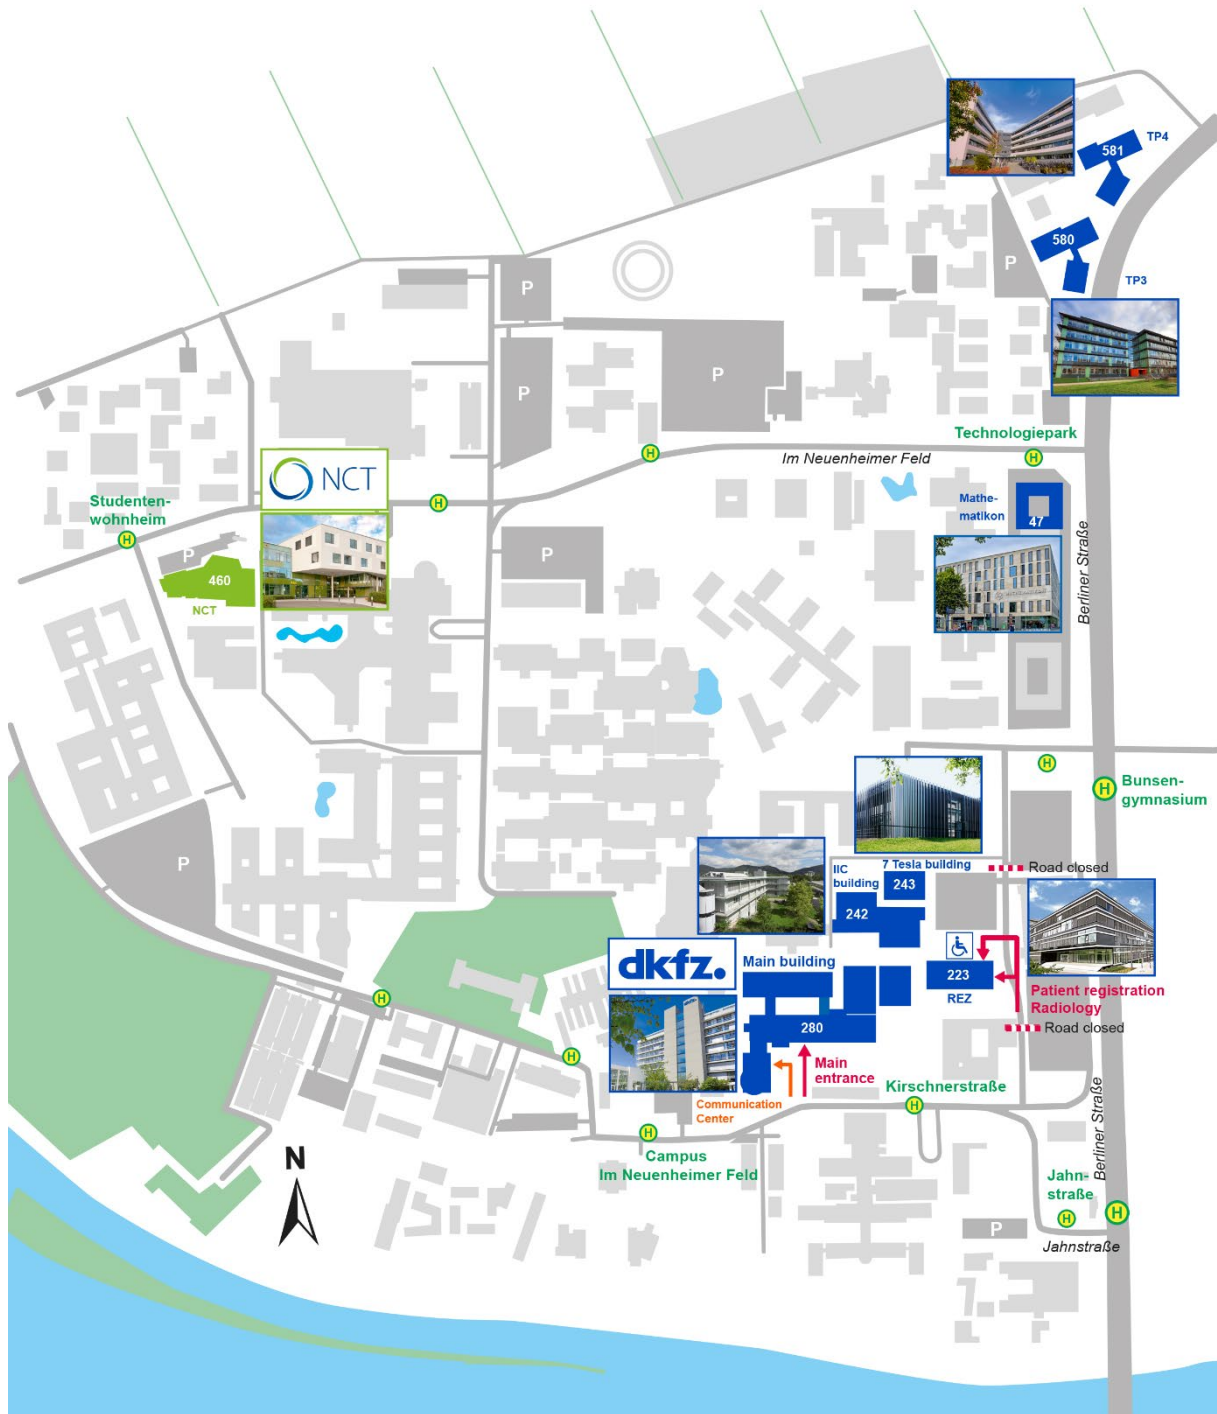 TP4
581
580
TP3
P
P
P
P
Technologiepark
H
H
Im Neuenheimer Feld
NCT
H
Studenten-
wohnheim
H
Mathe-
matikon
47
P
P
460
NCT
Berliner Straße
H
H
Bunsen-
gymnasium
P
7 Tesla building
Road closed
IIC
building
243
242
dkfz.
Main building
223
REZ
Patient registration
Radiology
280
Road closed
H
H
Main
entrance
Communication
Center
Kirschnerstraße
H
Berliner Straße
H
Campus
Im Neuenheimer Feld
N
Jahn-
straße
H
H
P
Jahnstraße